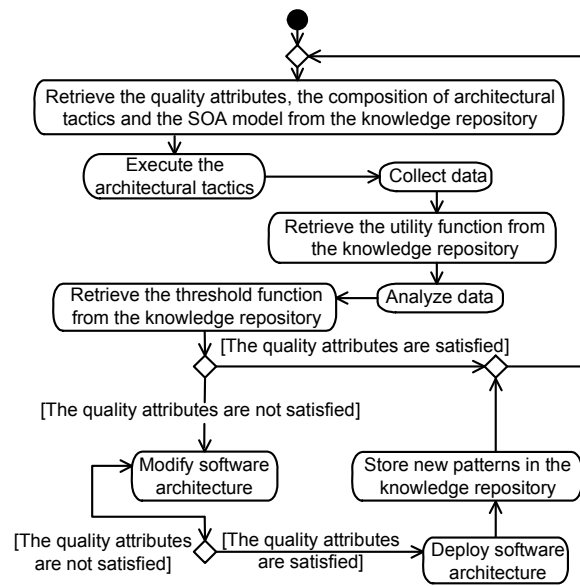 Retrieve the quality attributes, the composition of architectural
tactics and the SOA model from the knowledge repository
Execute the
architectural tactics
Collect data
Retrieve the utility function from
the knowledge repository
Analyze data
Retrieve the threshold function
from the knowledge repository
[The quality attributes are satisfied]
[The quality attributes are not satisfied]
Modify software
architecture
Store new patterns in the
knowledge repository
[The quality attributes
are not satisfied]
[The quality attributes
are satisfied]
Deploy software
architecture